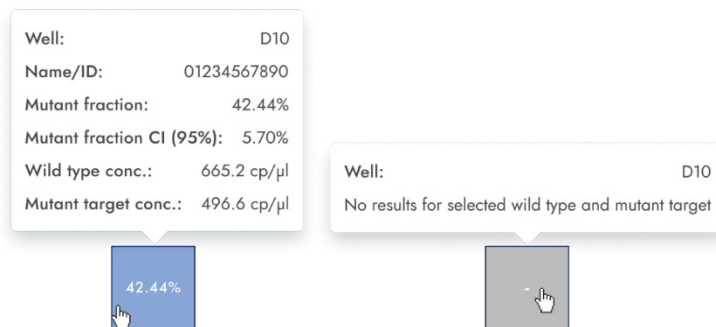 Well: D10
Name/ID: 01234567890
Mutant fraction: 42.44%
Mutant fraction CI (95%): 5.70%
Wild type conc.: 665.2 cp/µl
Mutant target conc.: 496.6 cp/µl
42.44%
Well: D10
No results for selected wild type and mutant target
-